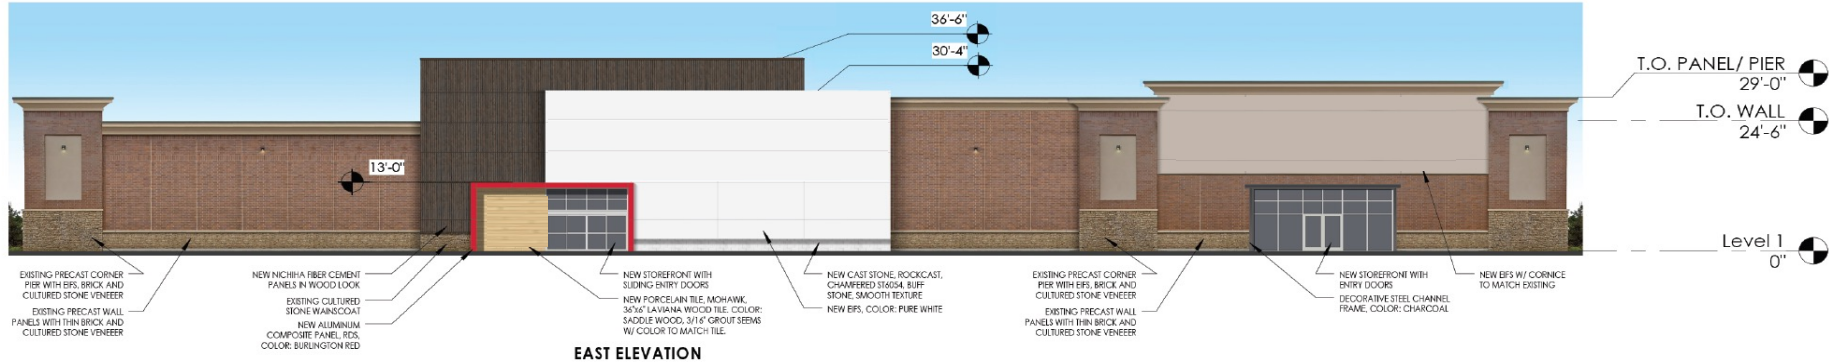 36'-6"
30'-4"
T.O. PANEL/ PIER
29'-0"
T.O. WALL
24'-6"
13'-0"
Level 1
0"
EXISTING PRECAST CORNER
PIER WITH EIFS, BRICK AND
CULTURED STONE VENEEER
EXISTING PRECAST WALL
PANELS WITH THIN BRICK AND
CULTURED STONE VENEEER
NEW NICHIHA FIBER CEMENT
PANELS IN WOOD LOOK
EXISTING CULTURED
STONE WAINSCOAT
NEW ALUMINUM
COMPOSITE PANEL, RDS,
COLOR: BURLINGTON RED
NEW STOREFRONT WITH
SLIDING ENTRY DOORS
NEW PORCELAIN TILE, MOHAWK,
36"x6" LAVIANA WOOD TILE. COLOR:
SADDLE WOOD, 3/16" GROUT SEEMS
W/ COLOR TO MATCH TILE.
NEW CAST STONE, ROCKCAST,
CHAMFERED ST6054, BUFF
STONE, SMOOTH TEXTURE
NEW EIFS, COLOR: PURE WHITE
EXISTING PRECAST CORNER
PIER WITH EIFS, BRICK AND
CULTURED STONE VENEEER
EXISTING PRECAST WALL
PANELS WITH THIN BRICK AND
CULTURED STONE VENEEER
NEW STOREFRONT WITH
ENTRY DOORS
DECORATIVE STEEL CHANNEL
FRAME, COLOR: CHARCOAL
NEW EIFS W/ CORNICE
TO MATCH EXISTING
EAST ELEVATION